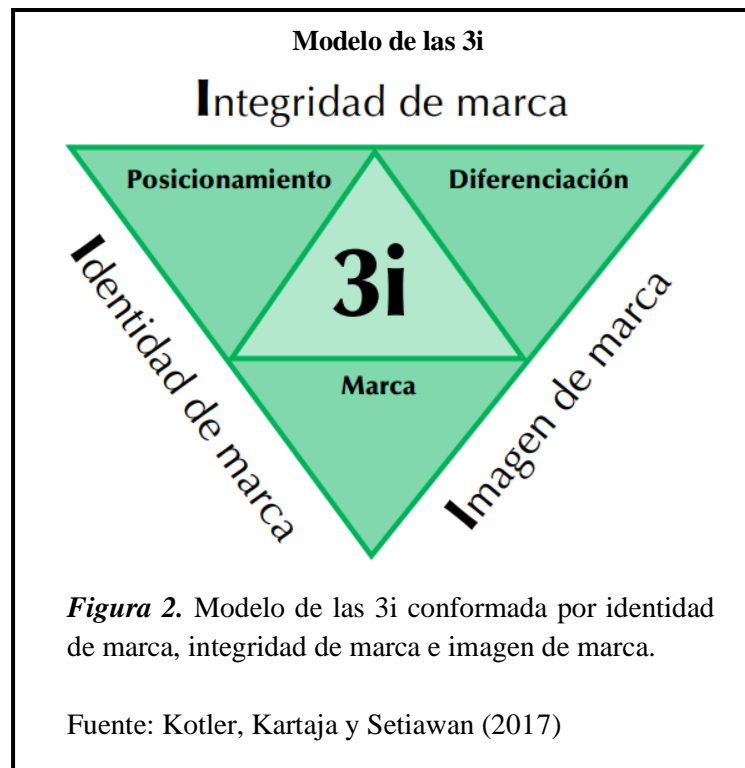 Modelo de las 3i
Integridad de marca
Posicionamiento
Diferenciación
3i
Identidad de marca
Imagen de marca
Marca
Figura 2. Modelo de las 3i conformada por identidad
de marca, integridad de marca e imagen de marca.
Fuente: Kotler, Kartaja y Setiawan (2017)